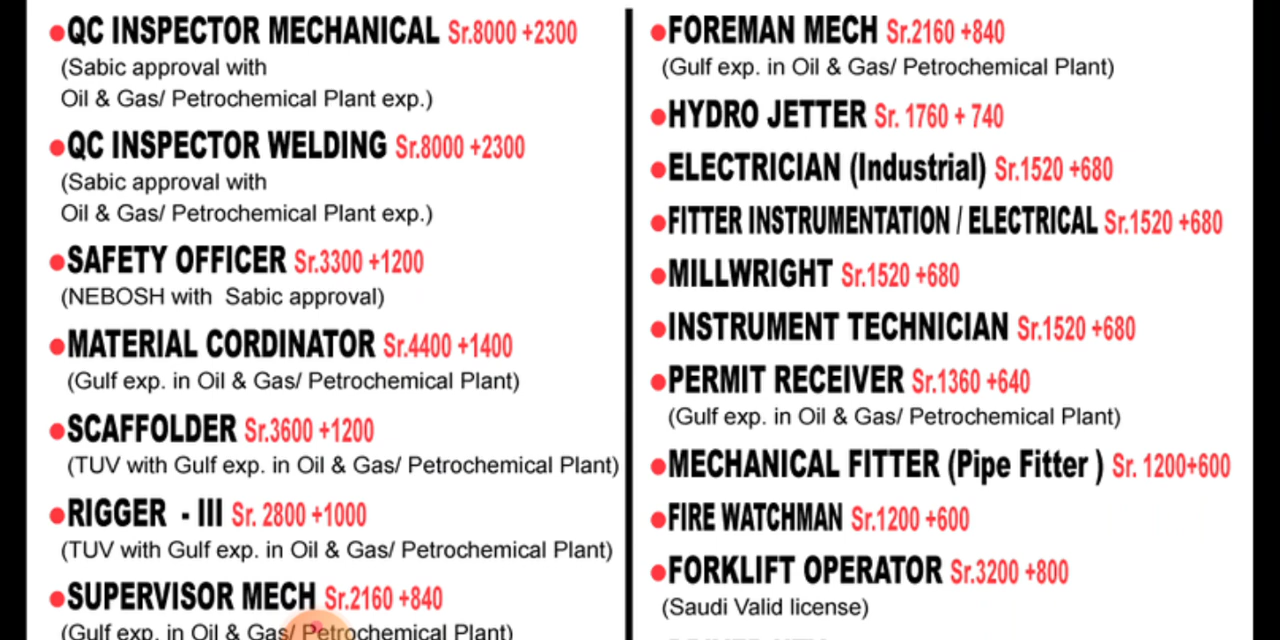 ●QC INSPECTOR MECHANICAL Sr.8000 +2300
(Sabic approval with
Oil & Gas/ Petrochemical Plant exp.)
●QC INSPECTOR WELDING Sr.8000 +2300
(Sabic approval with
Oil & Gas/ Petrochemical Plant exp.)
●SAFETY OFFICER Sr.3300 +1200
(NEBOSH with Sabic approval)
●MATERIAL CORDINATOR Sr.4400 +1400
(Gulf exp. in Oil & Gas/ Petrochemical Plant)
●SCAFFOLDER Sr.3600 +1200
(TUV with Gulf exp. in Oil & Gas/ Petrochemical Plant)
●RIGGER - III Sr. 2800 +1000
(TUV with Gulf exp. in Oil & Gas/ Petrochemical Plant)
●SUPERVISOR MECH Sr.2160 +840
(Gulf exp. in Oil & Gas/ Petrochemical Plant)
●FOREMAN MECH Sr.2160 +840
(Gulf exp. in Oil & Gas/ Petrochemical Plant)
●HYDRO JETTER Sr. 1760 + 740
●ELECTRICIAN (Industrial) Sr.1520 +680
●FITTER INSTRUMENTATION / ELECTRICAL Sr.1520 +680
●MILLWRIGHT Sr.1520 +680
●INSTRUMENT TECHNICIAN Sr.1520 +680
●PERMIT RECEIVER Sr.1360 +640
(Gulf exp. in Oil & Gas/ Petrochemical Plant)
●MECHANICAL FITTER (Pipe Fitter ) Sr. 1200+600
●FIRE WATCHMAN Sr.1200 +600
●FORKLIFT OPERATOR Sr.3200 +800
(Saudi Valid license)